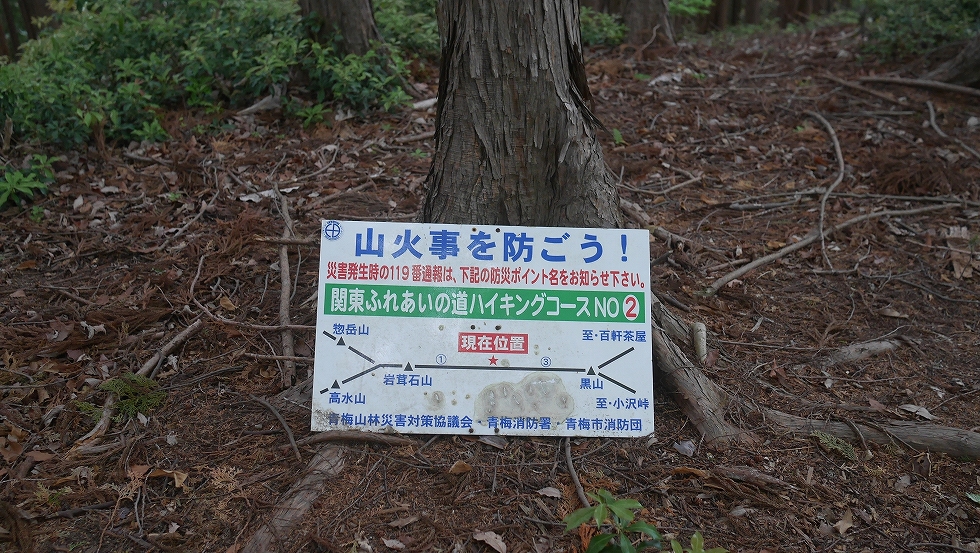 山火事を防ごう！
災害発生時の119番通報は、下記の防災ポイント名をお知らせ下さい。
関東ふれあいの道ハイキングコース NO②
惣岳山
現在位置
至・百軒茶屋
①
③
岩茸石山
黒山
高水山
至・小沢峠
青梅山林災害対策協議会 青梅消防署 青梅市消防団